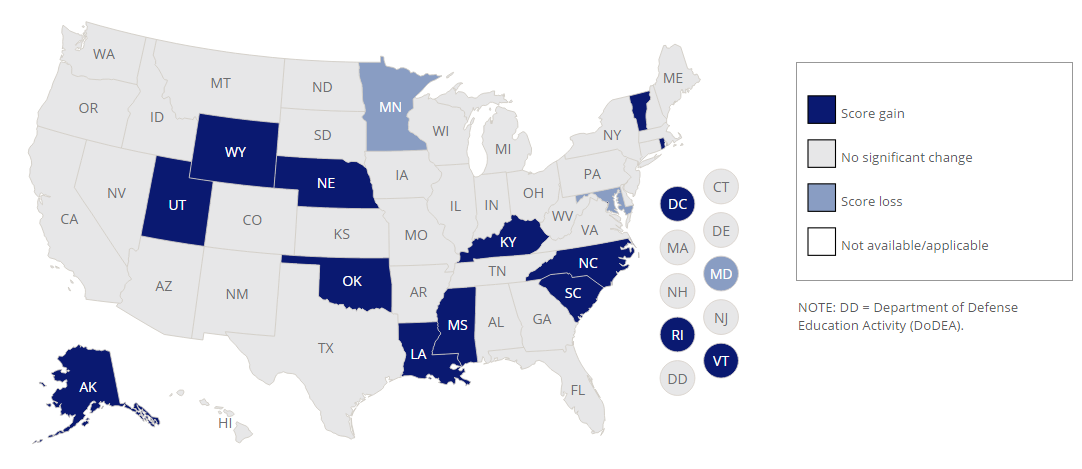 WA
MT
ND
MN
ME
OR
ID
SD
WI
NY
WY
MI
NE
IA
PA
NV
UT
CO
IL
IN
OH
WV
VA
CA
KS
MO
KY
NC
AZ
NM
OK
AR
TN
SC
TX
LA
MS
AL
GA
FL
AK
HI
CT
DC
DE
MA
MD
NH
NJ
RI
VT
DD
Score gain
No significant change
Score loss
Not available/applicable
NOTE: DD = Department of Defense
Education Activity (DoDEA).